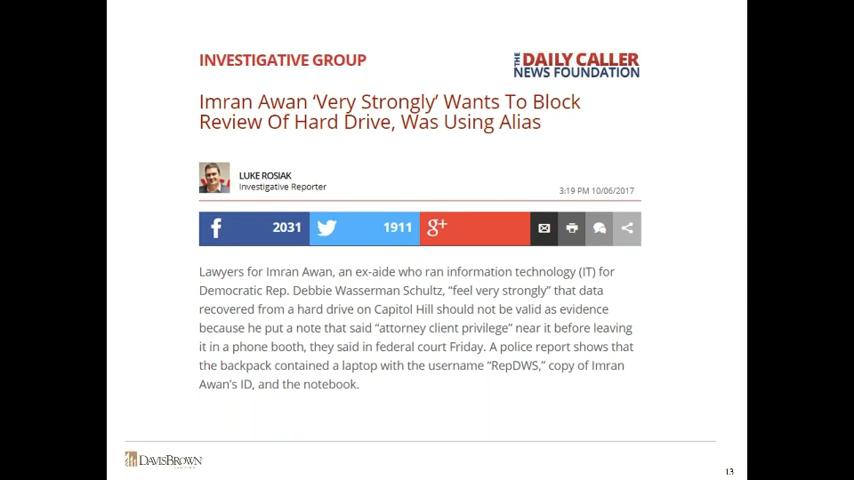 INVESTIGATIVE GROUP
THE DAILY CALLER
NEWS FOUNDATION
Imran Awan ‘Very Strongly’ Wants To Block
Review Of Hard Drive, Was Using Alias
LUKE ROSIAK
Investigative Reporter
3:19 PM 10/06/2017
f 2031 1911 g+
Lawyers for Imran Awan, an ex-aide who ran information technology (IT) for
Democratic Rep. Debbie Wasserman Schultz, “feel very strongly” that data
recovered from a hard drive on Capitol Hill should not be valid as evidence
because he put a note that said “attorney client privilege” near it before leaving
it in a phone booth, they said in federal court Friday. A police report shows that
the backpack contained a laptop with the username “RepDWS,” copy of Imran
Awan’s ID, and the notebook.
DAVISBROWN
13